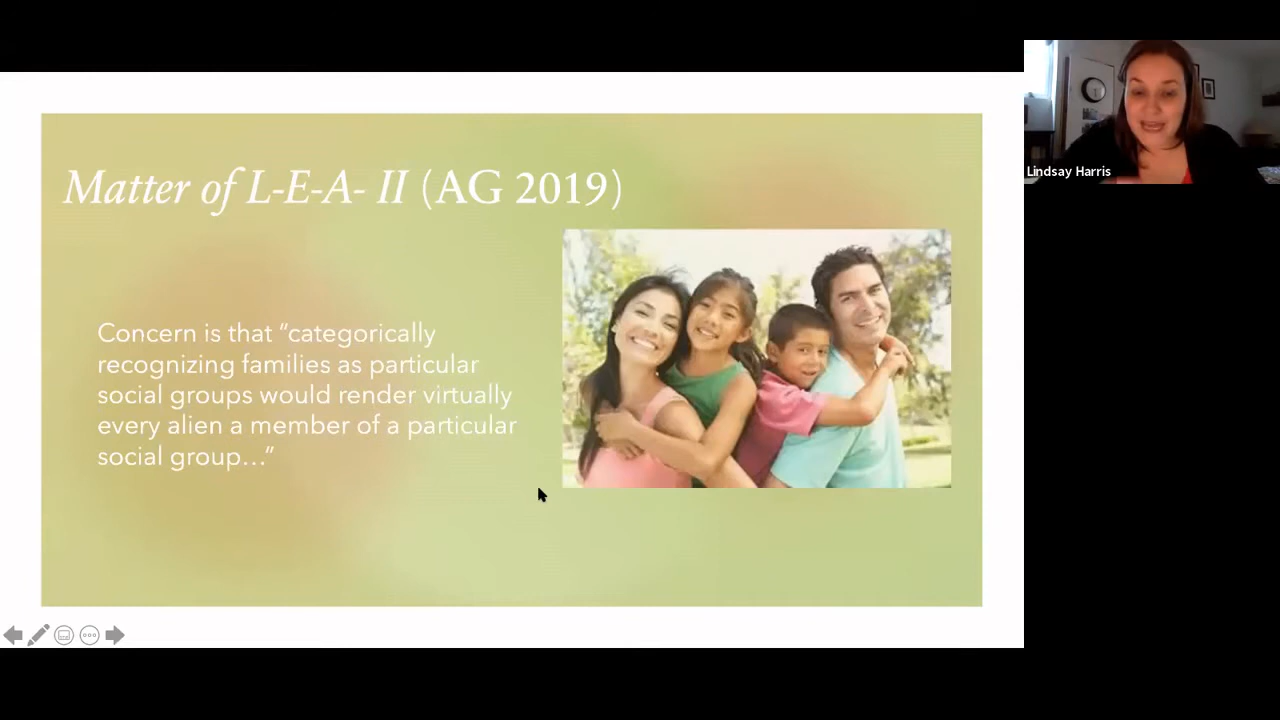 Matter of L-E-A- II (AG 2019)
Concern is that “categorically
recognizing families as particular
social groups would render virtually
every alien a member of a particular
social group…”
Lindsay Harris